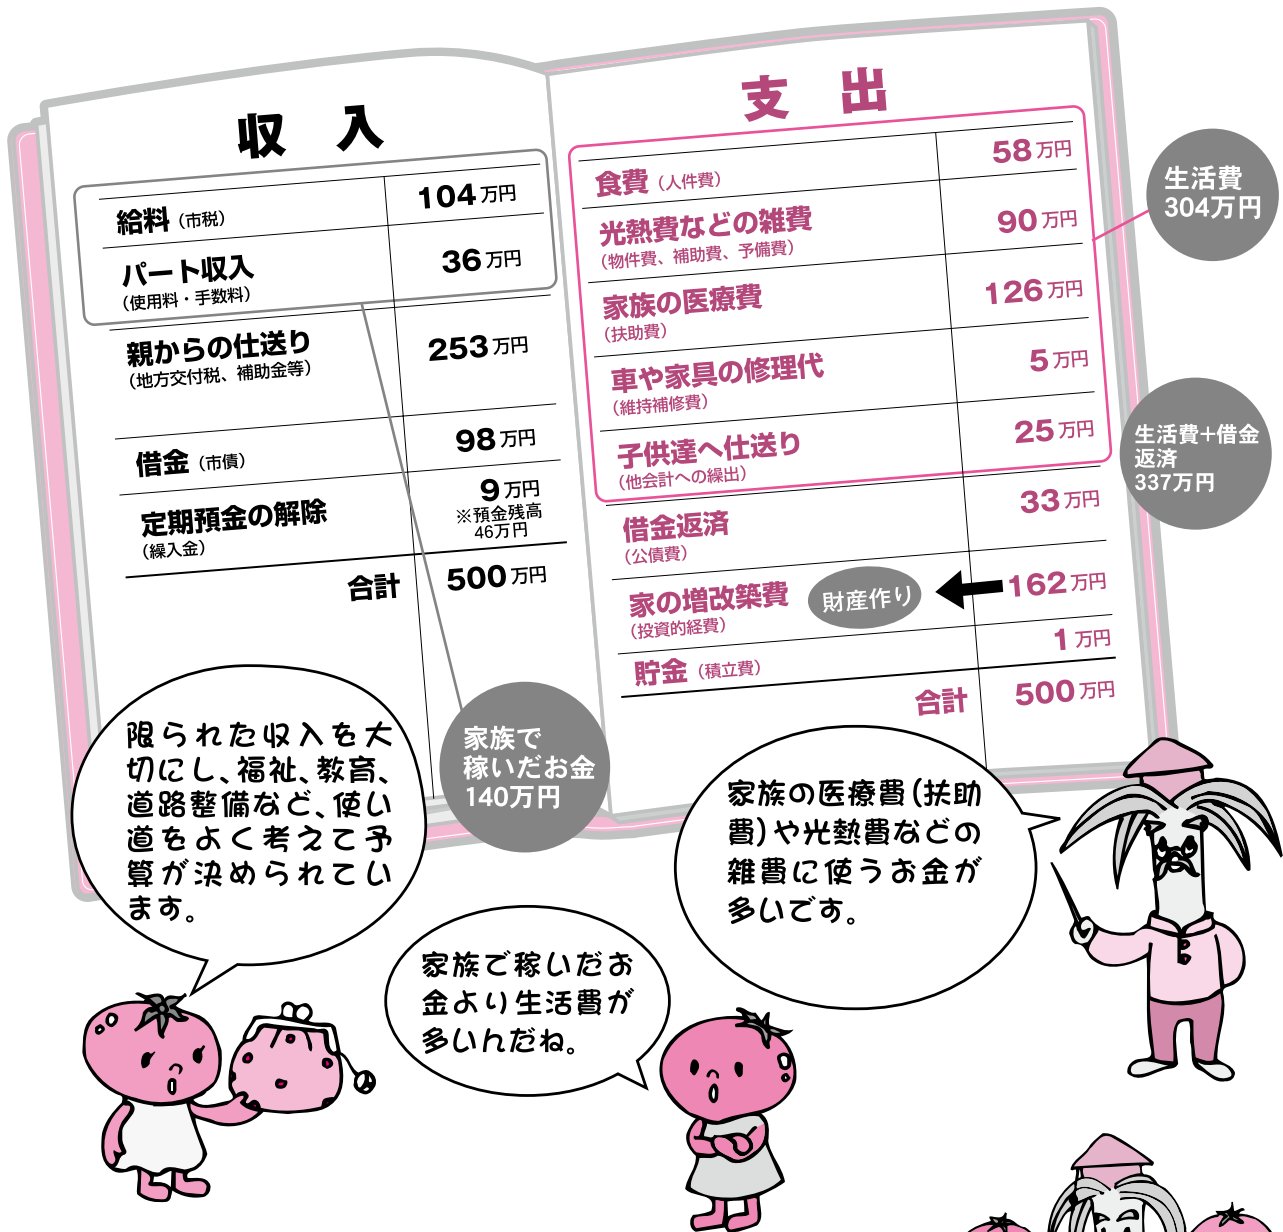 収 入
給料（市税）
104万円
パート収入
（使用料・手数料）
36万円
親からの仕送り
（地方交付税、補助金等）
253万円
借金（市債）
98万円
定期預金の解除
（繰入金）
9万円
※預金残高
46万円
合計
500万円
家族で
稼いだお金
140万円
支 出
食費（人件費）
58万円
光熱費などの雑費
（物件費、補助費、予備費）
90万円
家族の医療費
（扶助費）
126万円
車や家具の修理代
（維持補修費）
5万円
子供達へ仕送り
（他会計への繰出）
25万円
借金返済
（公債費）
33万円
家の増改築費
（投資的経費）
財産作り
162万円
貯金（積立費）
1万円
合計
500万円
生活費
304万円
生活費+借金
返済
337万円
限られた収入を大
切にし、福祉、教育、
道路整備など、使い
道をよく考えて予
算が決められてい
ます。
家族で稼いだお
金より生活費が
多いんだね。
家族の医療費（扶助
費）や光熱費などの
雑費に使うお金が
多いです。